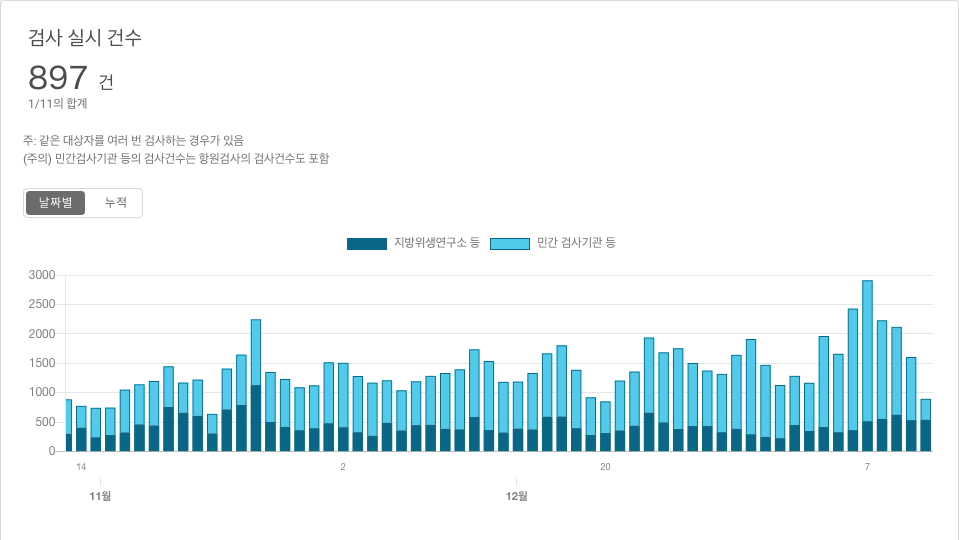 검사 실시 건수
897 건
1/11의 합계
주: 같은 대상자를 여러 번 검사하는 경우가 있음
(주의) 민간검사기관 등의 검사건수는 항원검사의 검사건수도 포함
날짜별 누적
지방위생연구소 등 민간 검사기관 등
3000
2500
2000
1500
1000
500
0
14 2 20 7
11월 12월